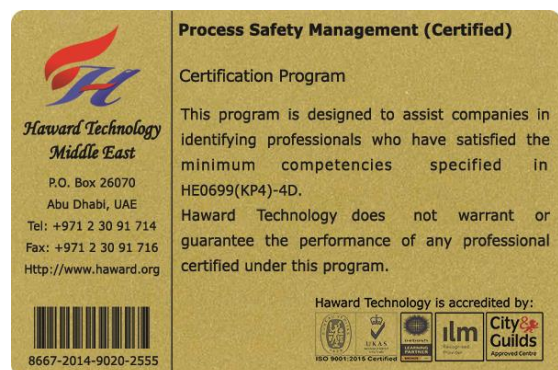 Haward Technology
Middle East
P.O. Box 26070
Abu Dhabi, UAE
Tel: +971 2 30 91 714
Fax: +971 2 30 91 716
Http://www.haward.org
8667-2014-9020-2555
Process Safety Management (Certified)
Certification Program
This program is designed to assist companies in
identifying professionals who have satisfied the
minimum competencies specified in
HE0699(KP4)-4D.
Haward Technology does not warrant or
guarantee the performance of any professional
certified under this program.
Haward Technology is accredited by:
UKAS
ISO 9001:2015 Certified
LEARNING
PARTNER
ilm
Recognised
Provider
City&
Guilds
Approved Centre